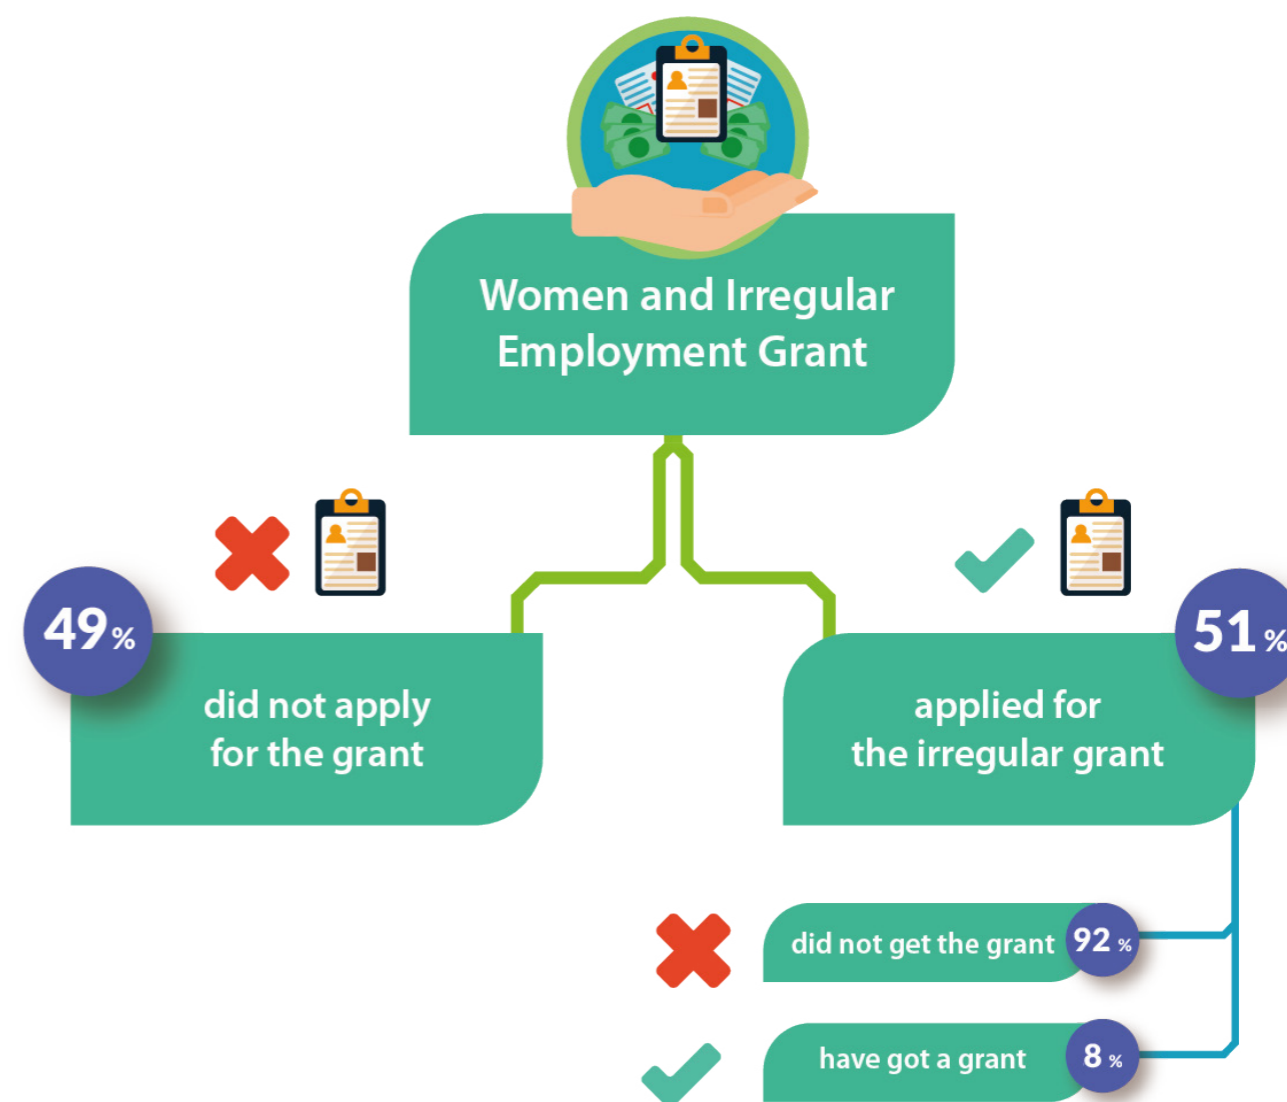 Women and Irregular
Employment Grant
49%
did not apply
for the grant
51%
applied for
the irregular grant
did not get the grant 92%
have got a grant 8%